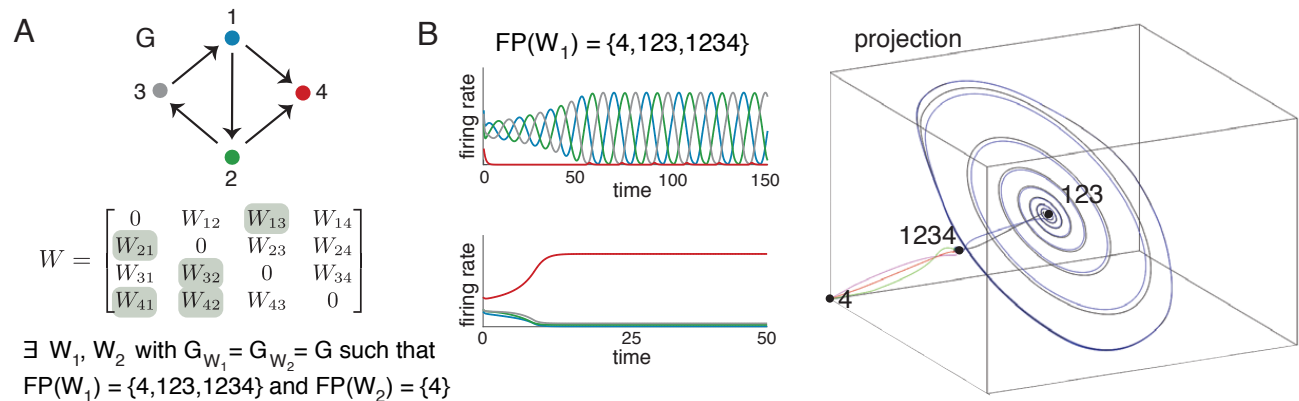 A
G
1
3
4
2
W =
0 W₁₂ W₁₃ W₁₄
W₂₁ 0 W₂₃ W₂₄
W₃₁ W₃₂ 0 W₃₄
W₄₁ W₄₂ W₄₃ 0
∃ W₁, W₂ with G_W₁ = G_W₂ = G such that
FP(W₁) = {4,123,1234} and FP(W₂) = {4}
B
FP(W₁) = {4,123,1234}
firing rate
0 50 100 150
time
firing rate
0 25 50
time
projection
123
1234
4